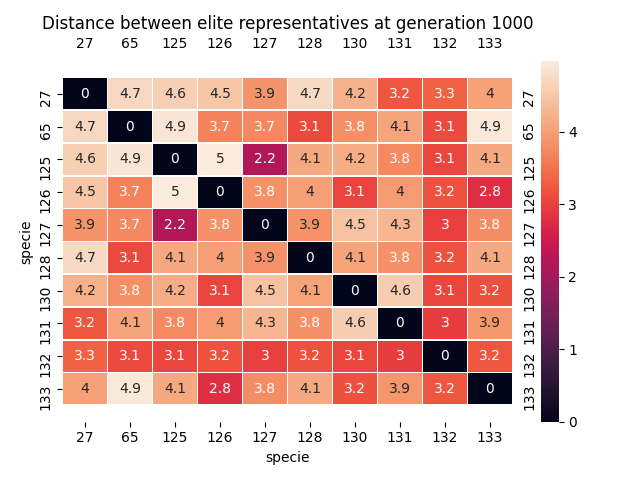 Distance between elite representatives at generation 1000
27 65 125 126 127 128 130 131 132 133
27 0 4.7 4.6 4.5 3.9 4.7 4.2 3.2 3.3 4 27
65 4.7 0 4.9 3.7 3.7 3.1 3.8 4.1 3.1 4.9 65
125 4.6 4.9 0 5 2.2 4.1 4.2 3.8 3.1 4.1 125
126 4.5 3.7 5 0 3.8 4 3.1 4 3.2 2.8 126
127 3.9 3.7 2.2 3.8 0 3.9 4.5 4.3 3 3.8 127
128 4.7 3.1 4.1 4 3.9 0 4.1 3.8 3.2 4.1 128
130 4.2 3.8 4.2 3.1 4.5 4.1 0 4.6 3.1 3.2 130
131 3.2 4.1 3.8 4 4.3 3.8 4.6 0 3 3.9 131
132 3.3 3.1 3.1 3.2 3 3.2 3.1 3 0 3.2 132
133 4 4.9 4.1 2.8 3.8 4.1 3.2 3.9 3.2 0 133
27 65 125 126 127 128 130 131 132 133
specie
specie
4
3
2
1
0